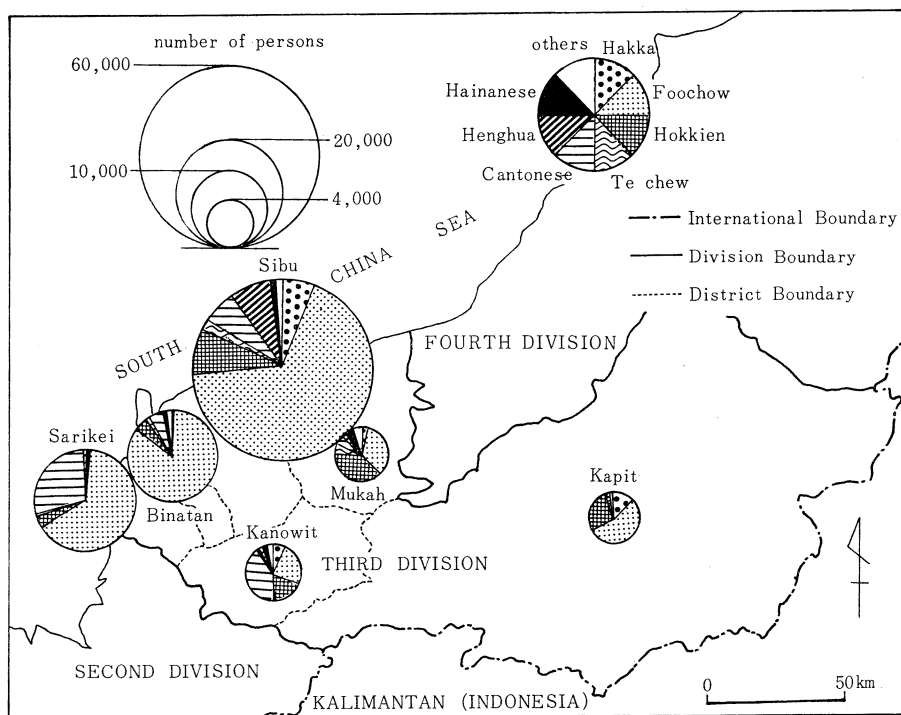 number of persons
60,000
20,000
10,000
4,000
others
Hakka
Hainanese
Foochow
Henghua
Hokkien
Cantonese
Te chew
International Boundary
Division Boundary
District Boundary
SOUTH CHINA SEA
Sibu
FOURTH DIVISION
Sarikei
Binatan
Mukah
Kapit
Kanowit
THIRD DIVISION
SECOND DIVISION
KALIMANTAN (INDONESIA)
0 50km